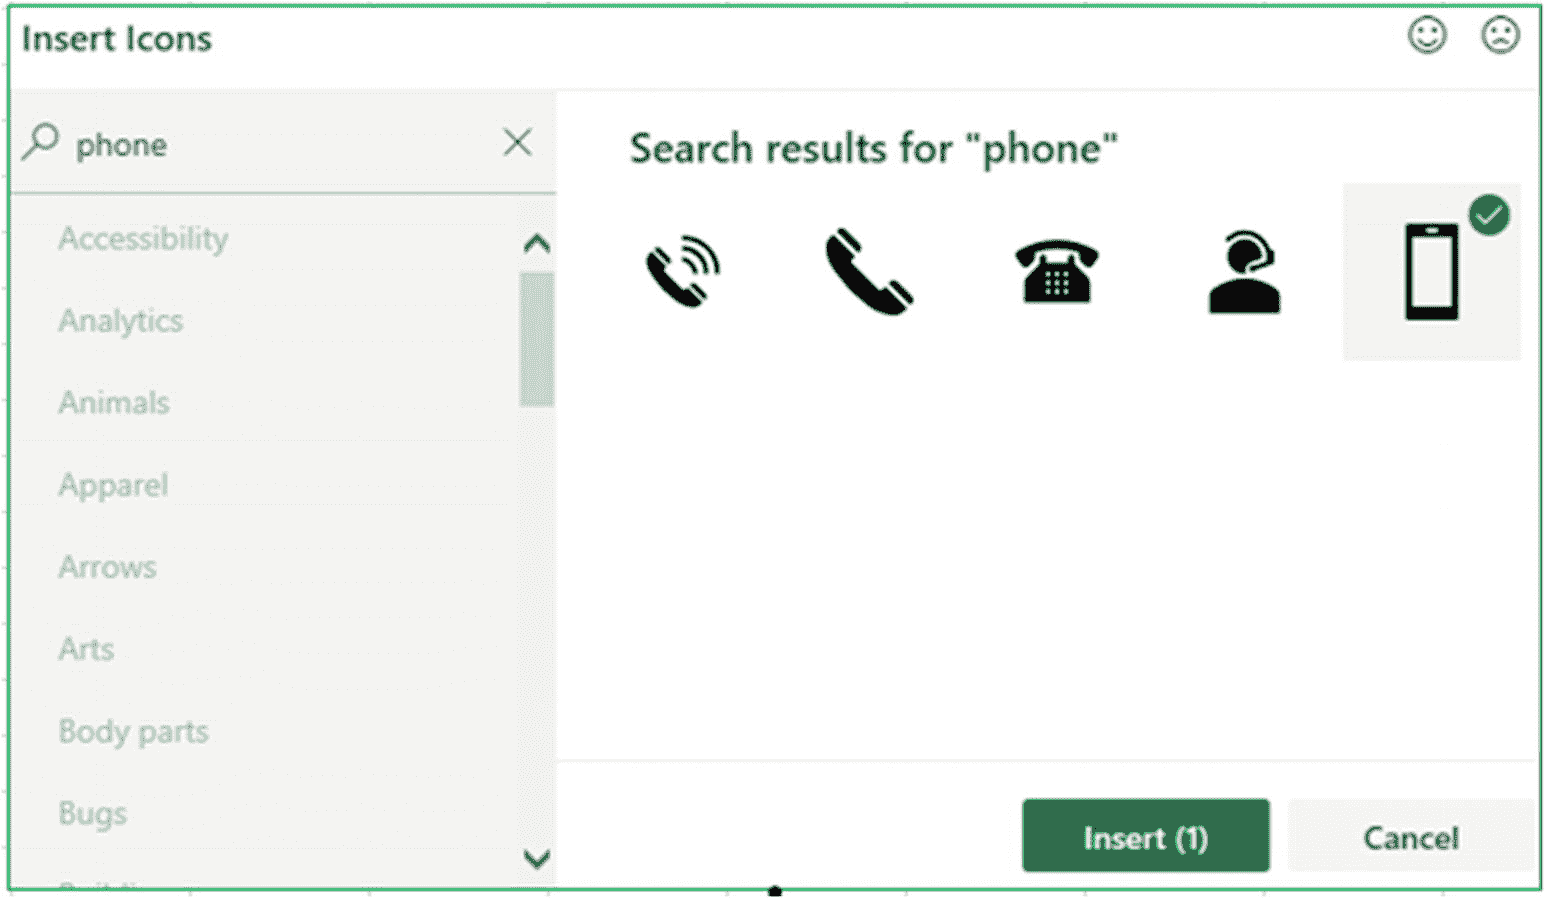 Insert Icons
phone
Accessibility
Analytics
Animals
Apparel
Arrows
Arts
Body parts
Bugs
Search results for "phone"
Insert (1)
Cancel